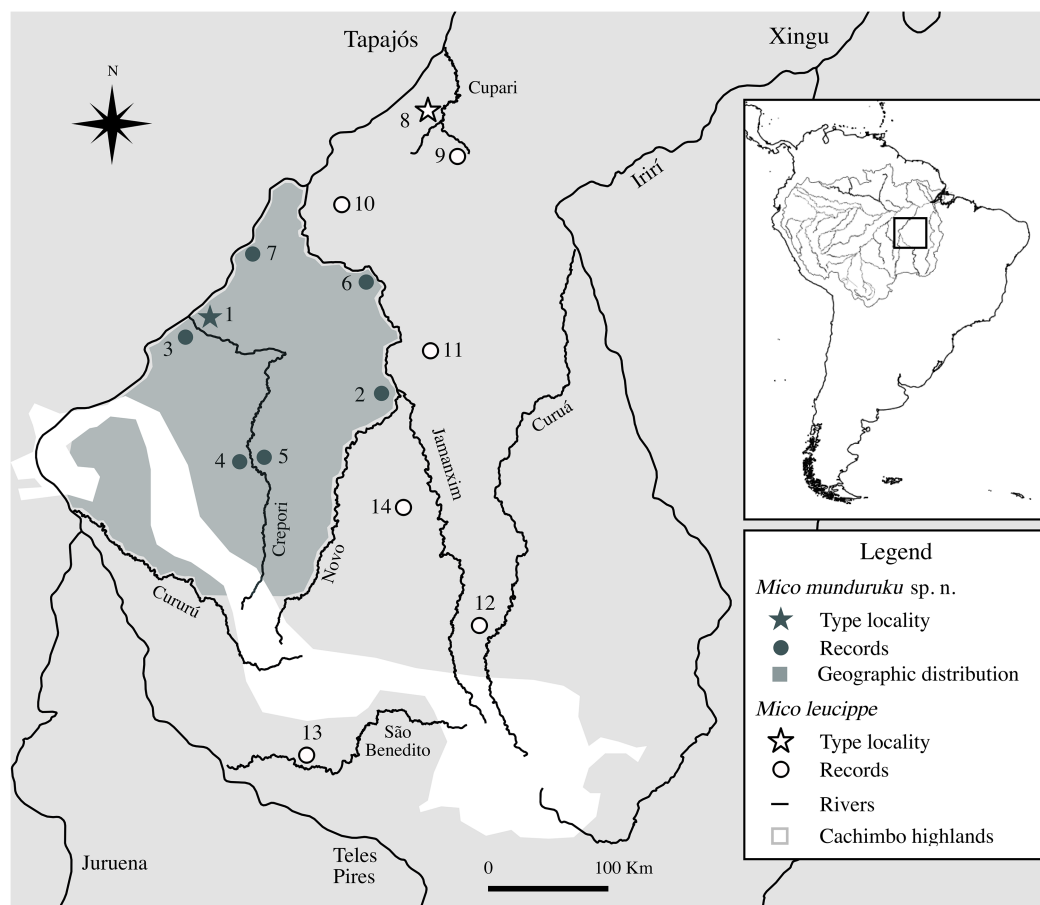 Tapajós
Xingu
N
Cupari
8
9
Irirí
10
7
6
1
3
11
2
Curuá
Jamanxim
4
5
14
Crepori
Novo
Cururú
12
13
São
Benedito
Juruena
Teles
Pires
0
100 Km
Legend
Mico munduruku sp. n.
Type locality
Records
Geographic distribution
Mico leucippe
Type locality
Records
Rivers
Cachimbo highlands